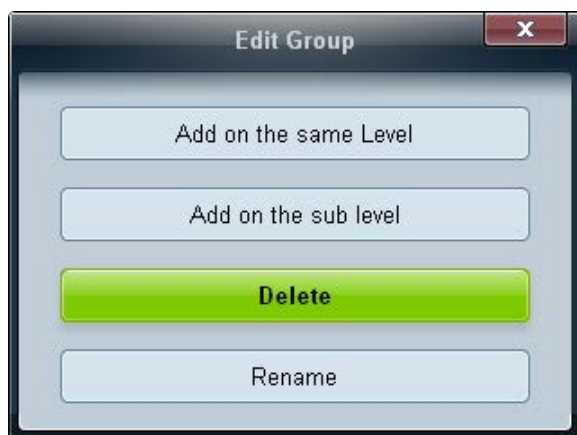 Edit Group
x
Add on the same Level
Add on the sub level
Delete
Rename